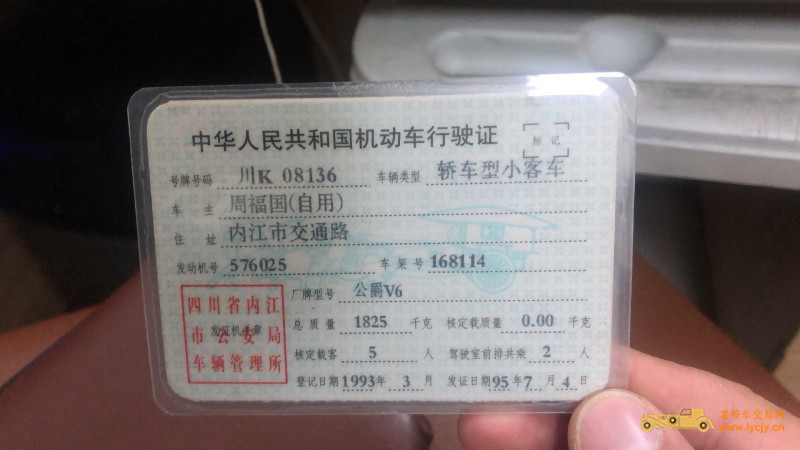 中华人民共和国机动车行驶证 标记
号牌号码 川K 08136 车辆类型 轿车型小客车
车主 周福国(自用)
住址 内江市交通路
发动机号 576025 车架号 168114
厂牌型号 公爵V6
四川省内江
市公安局
车辆管理所
发证机关章
总质量 1825 千克 核定载质量 0.00 千克
核定载客 5 人 驾驶室前排共乘 2 人
登记日期 1993年 3月 发证日期 95年 7月 4日
老爷车交易网
www.lycjy.cn